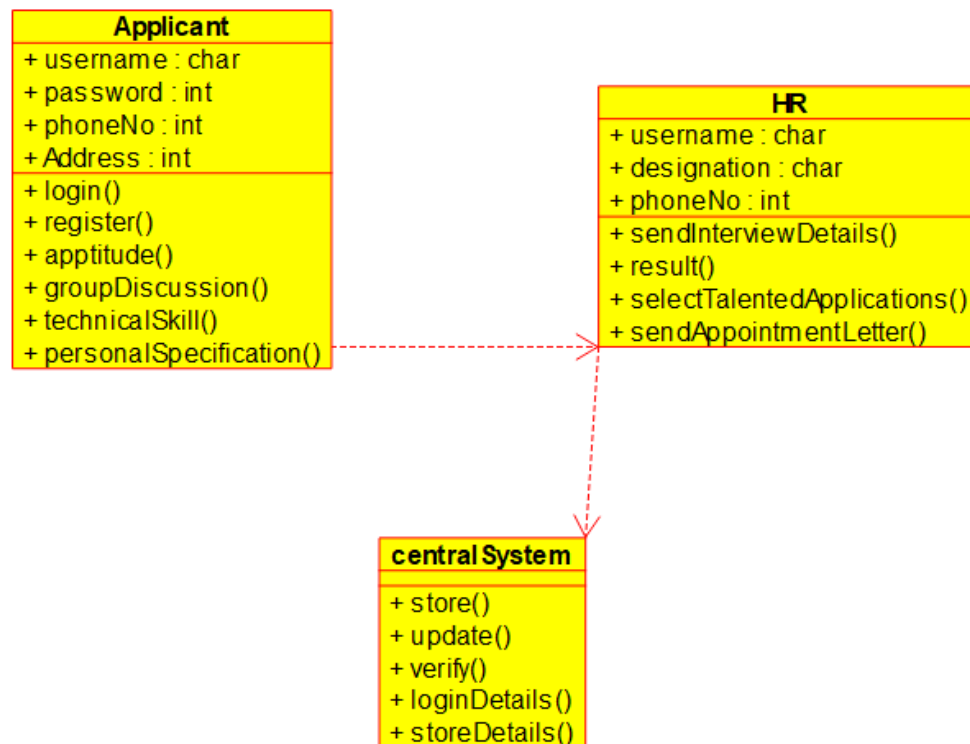 Applicant
+ username : char
+ password : int
+ phoneNo : int
+ Address : int
+ login()
+ register()
+ apptitude()
+ groupDiscussion()
+ technicalSkill()
+ personalSpecification()
HR
+ username : char
+ designation : char
+ phoneNo : int
+ sendInterviewDetails()
+ result()
+ selectTalentedApplications()
+ sendAppointmentLetter()
centralSystem
+ store()
+ update()
+ verify()
+ loginDetails()
+ storeDetails()